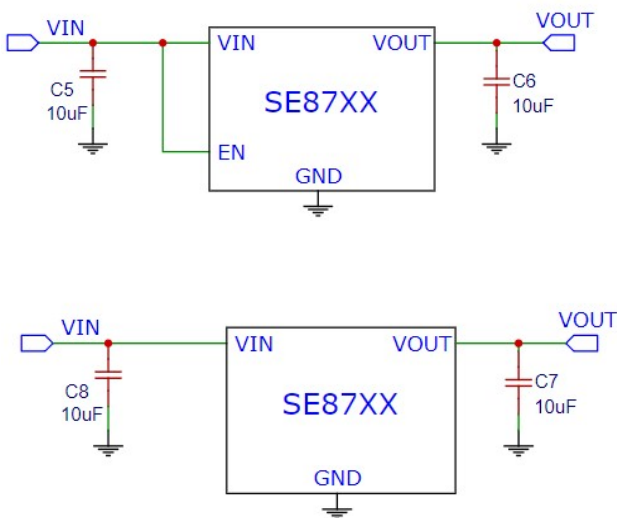 VIN
VOUT
VIN
VOUT
C5
10uF
SE87XX
C6
10uF
EN
GND
VIN
VOUT
VIN
VOUT
C8
10uF
SE87XX
C7
10uF
GND